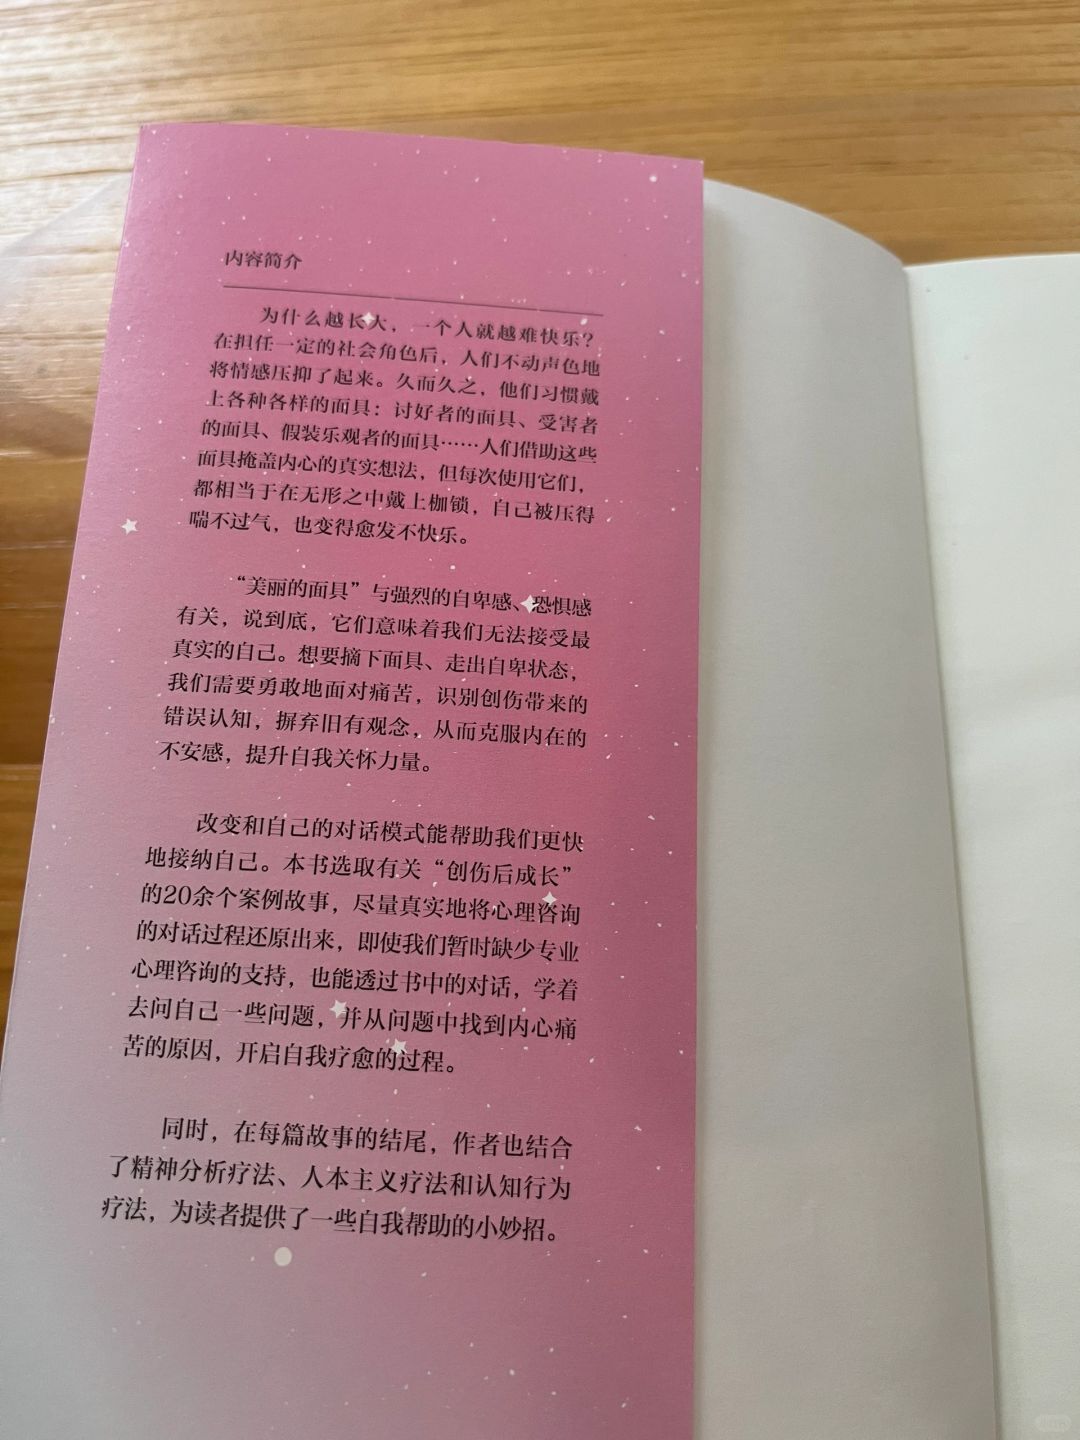 内容简介
为什么越长大，一个人就越难快乐？
在担任一定的社会角色后，人们不动声色地
将情感压抑了起来。久而久之，他们习惯戴
上各种各样的面具：讨好者的面具、受害者
的面具、假装乐观者的面具……人们借助这些
面具掩盖内心的真实想法，但每次使用它们，
都相当于在无形之中戴上枷锁，自己被压得
喘不过气，也变得愈发不快乐。
“美丽的面具”与强烈的自卑感、恐惧感
有关，说到底，它们意味着我们无法接受最
真实的自己。想要摘下面具、走出自卑状态，
我们需要勇敢地面对痛苦，识别创伤带来的
错误认知，摒弃旧有观念，从而克服内在的
不安感，提升自我关怀力量。
改变和自己的对话模式能帮助我们更快
地接纳自己。本书选取有关“创伤后成长”
的20余个案例故事，尽量真实地将心理咨询
的对话过程还原出来，即使我们暂时缺少专业
心理咨询的支持，也能透过书中的对话，学着
去问自己一些问题，并从问题中找到内心痛
苦的原因，开启自我疗愈的过程。
同时，在每篇故事的结尾，作者也结合
了精神分析疗法、人本主义疗法和认知行为
疗法，为读者提供了一些自我帮助的小妙招。